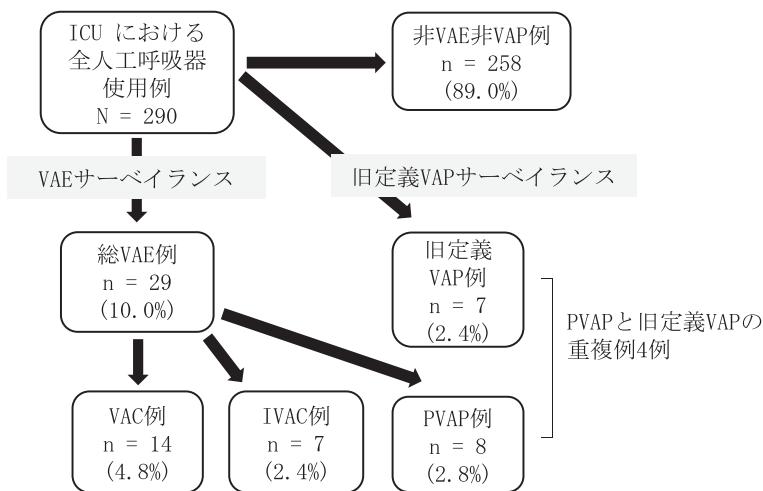 ICU における
全人工呼吸器
使用例
N = 290
非VAE非VAP例
n = 258
(89.0%)
VAEサーベイランス
旧定義VAPサーベイランス
総VAE例
n = 29
(10.0%)
旧定義
VAP例
n = 7
(2.4%)
PVAPと旧定義VAPの
重複例4例
VAC例
n = 14
(4.8%)
IVAC例
n = 7
(2.4%)
PVAP例
n = 8
(2.8%)